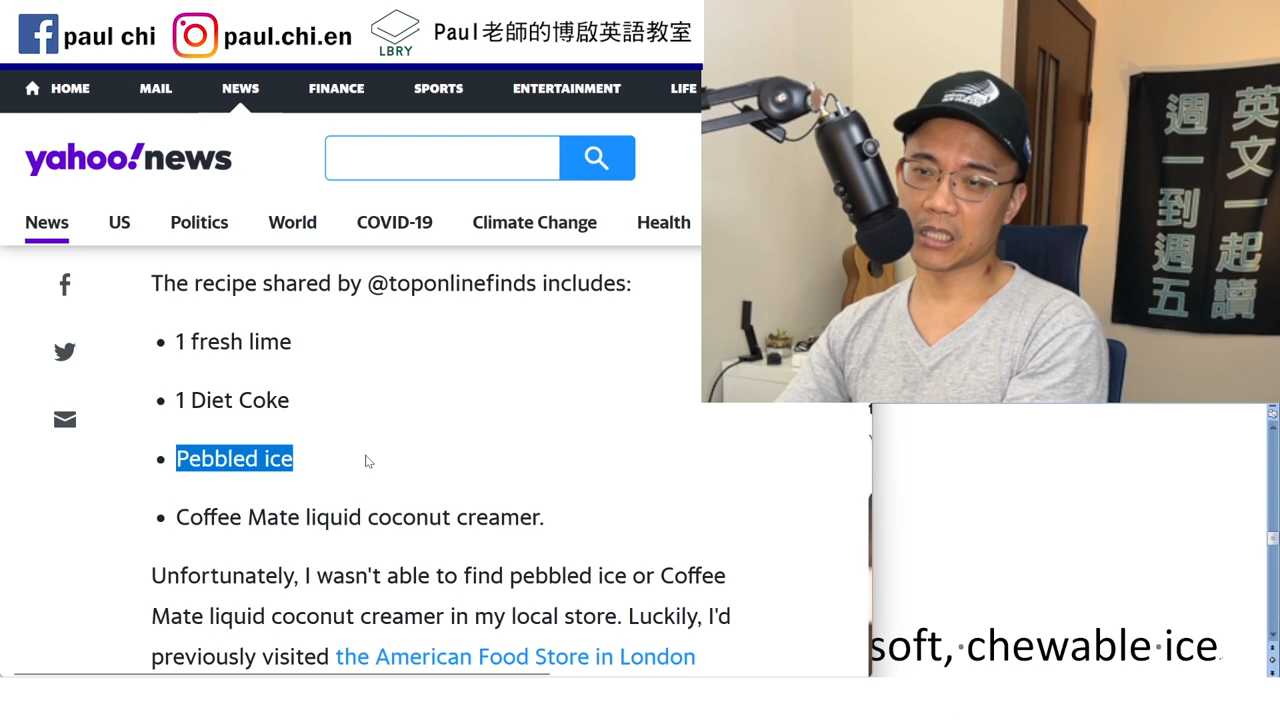 paul chi
paul.chi.en
LBRY
Paul老師的博啟英語教室
HOME MAIL NEWS FINANCE SPORTS ENTERTAINMENT LIFE
yahoo!news
News US Politics World COVID-19 Climate Change Health
The recipe shared by @toponlinefinds includes:
• 1 fresh lime
• 1 Diet Coke
• Pebbled ice
• Coffee Mate liquid coconut creamer.
Unfortunately, I wasn't able to find pebbled ice or Coffee
Mate liquid coconut creamer in my local store. Luckily, I'd
previously visited the American Food Store in London
英文一起讀
週一到週五
soft, chewable ice